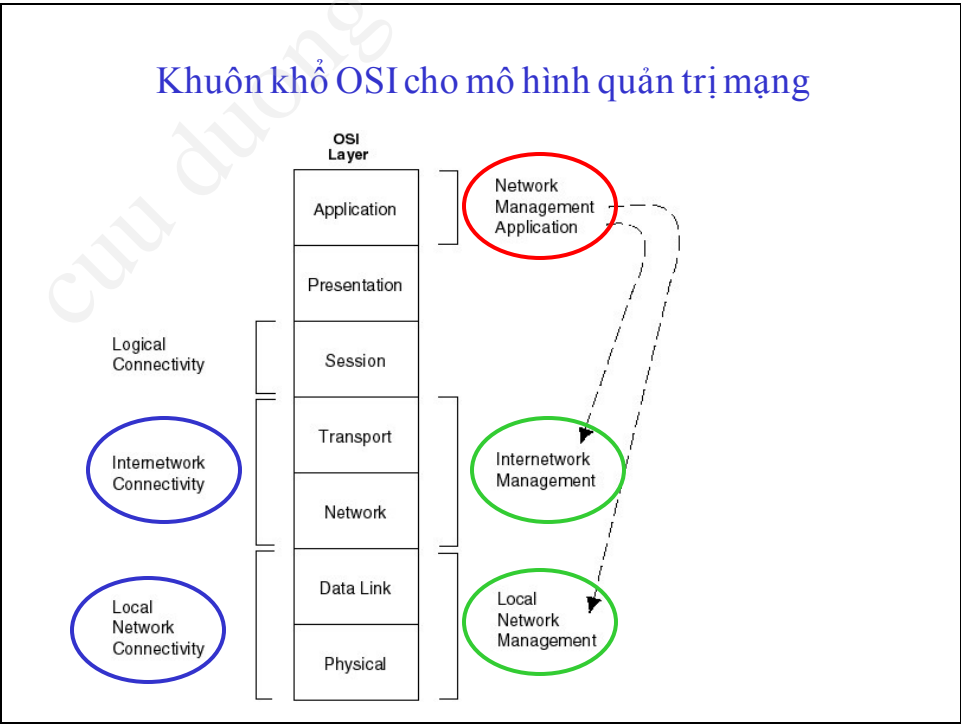 Khuôn khổ OSI cho mô hình quản trị mạng
OSI
Layer
Application
Network
Management
Application
Presentation
Logical
Connectivity
Session
Transport
Internetwork
Connectivity
Internetwork
Management
Network
Data Link
Local
Network
Connectivity
Local
Network
Management
Physical
cuu duong